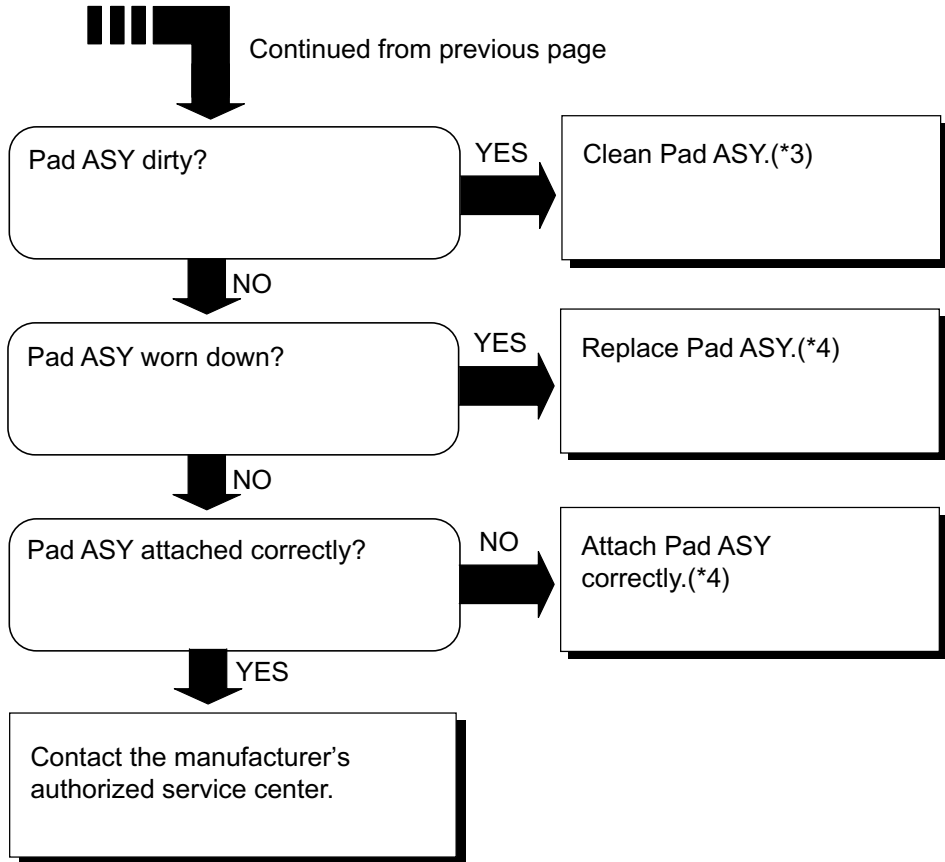 Continued from previous page
Pad ASY dirty?
YES
Clean Pad ASY.(*3)
NO
Pad ASY worn down?
YES
Replace Pad ASY.(*4)
NO
Pad ASY attached correctly?
NO
Attach Pad ASY
correctly.(*4)
YES
Contact the manufacturer’s
authorized service center.